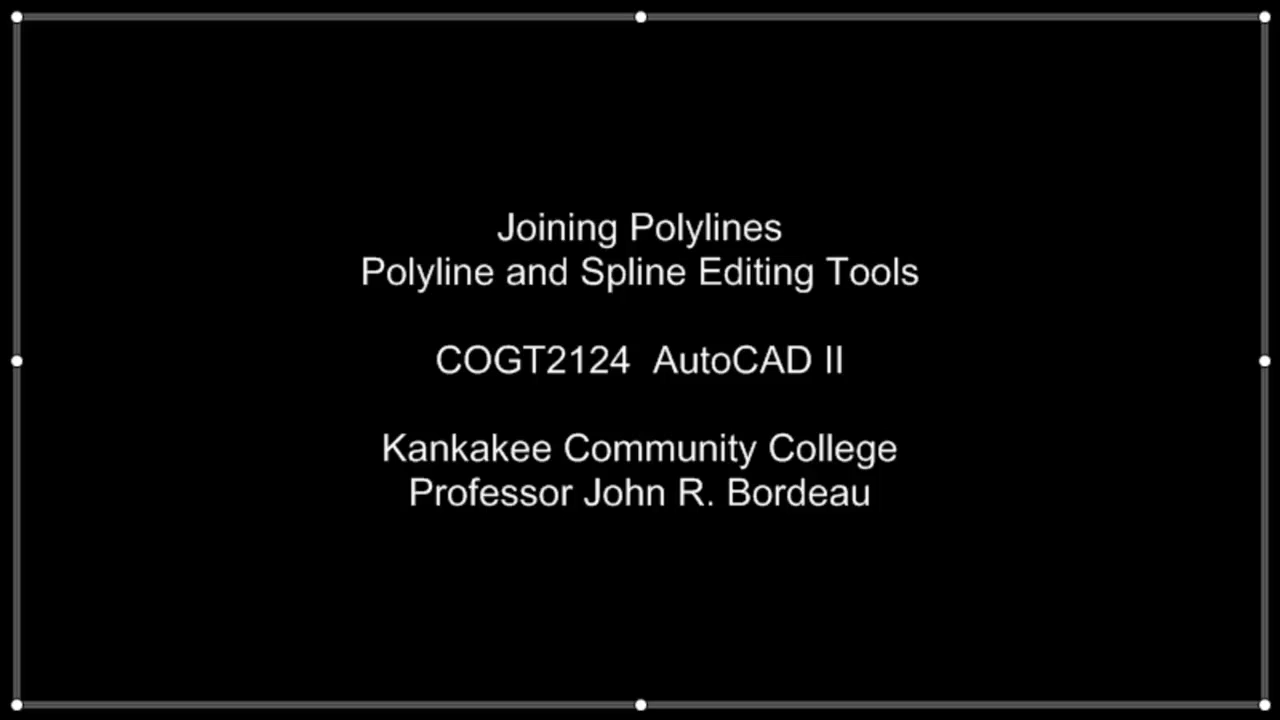 Joining Polylines
Polyline and Spline Editing Tools
COGT2124  AutoCAD II
Kankakee Community College
Professor John R. Bordeau